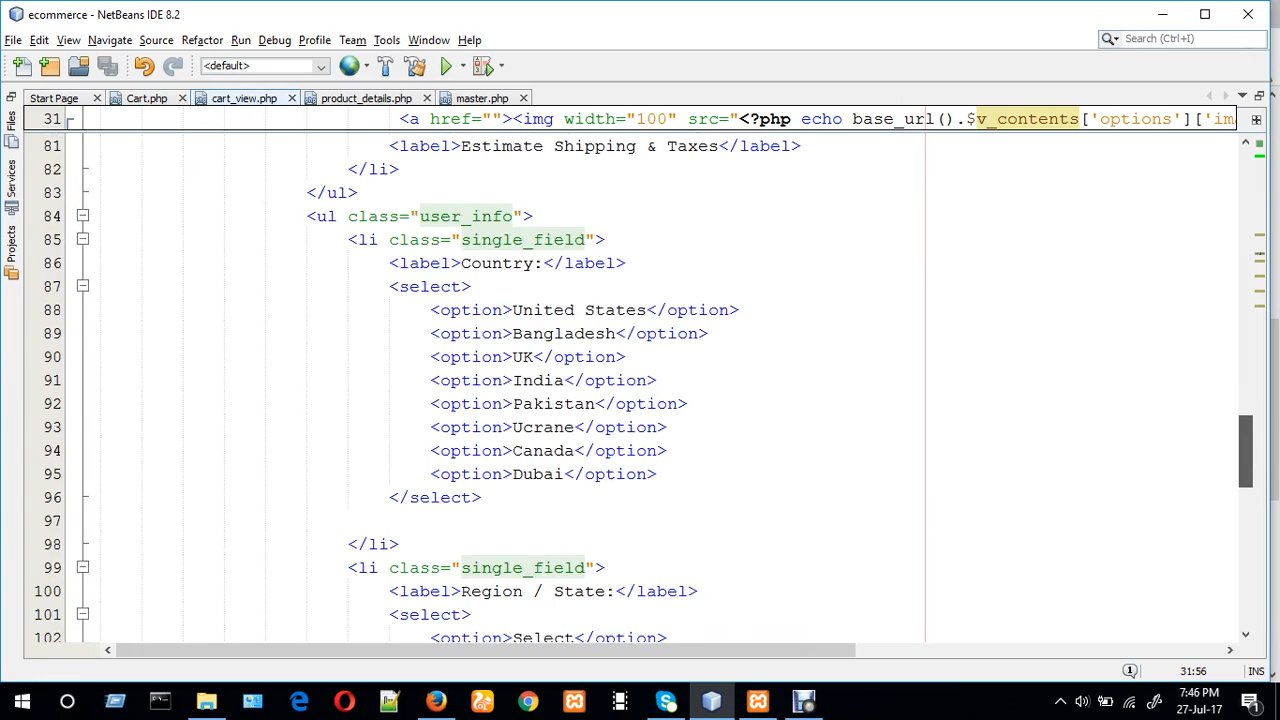 ecommerce - NetBeans IDE 8.2
File Edit View Navigate Source Refactor Run Debug Profile Team Tools Window Help
Search (Ctrl+I)
<default>
Start Page Cart.php cart_view.php product_details.php master.php
31 <a href=""><img width="100" src="<?php echo base_url().$v_contents['options']['im
81 <label>Estimate Shipping & Taxes</label>
82 </li>
83 </ul>
84 <ul class="user_info">
85 <li class="single_field">
86 <label>Country:</label>
87 <select>
88 <option>United States</option>
89 <option>Bangladesh</option>
90 <option>UK</option>
91 <option>India</option>
92 <option>Pakistan</option>
93 <option>Ucrane</option>
94 <option>Canada</option>
95 <option>Dubai</option>
96 </select>
97
98 </li>
99 <li class="single_field">
100 <label>Region / State:</label>
101 <select>
102 <option>Select</option>
Files
Services
Projects
31:56 INS
7:46 PM
27-Jul-17